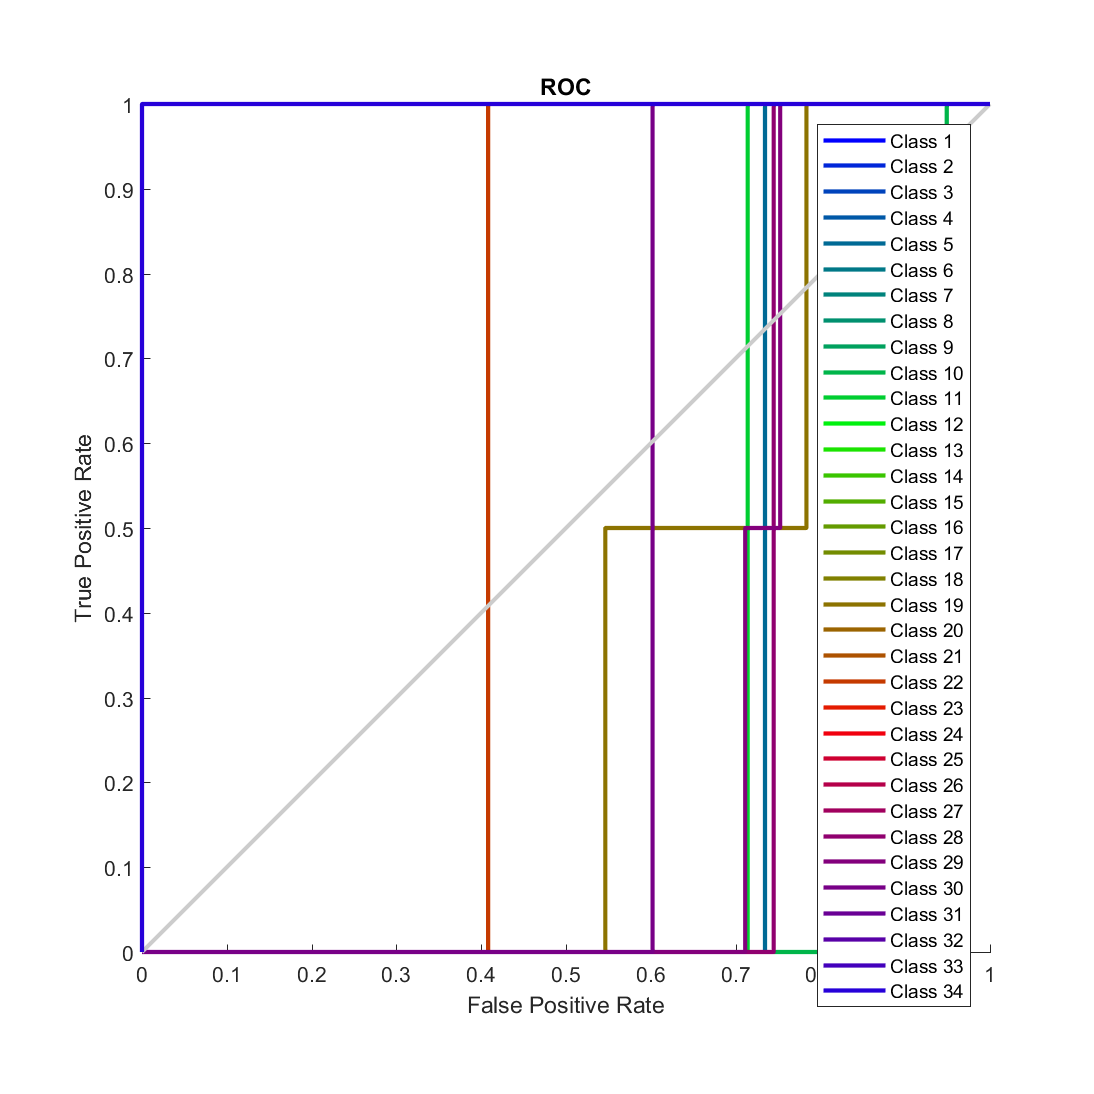 ROC
True Positive Rate
1
0.9
0.8
0.7
0.6
0.5
0.4
0.3
0.2
0.1
0
0 0.1 0.2 0.3 0.4 0.5 0.6 0.7 0 1
False Positive Rate
Class 1
Class 2
Class 3
Class 4
Class 5
Class 6
Class 7
Class 8
Class 9
Class 10
Class 11
Class 12
Class 13
Class 14
Class 15
Class 16
Class 17
Class 18
Class 19
Class 20
Class 21
Class 22
Class 23
Class 24
Class 25
Class 26
Class 27
Class 28
Class 29
Class 30
Class 31
Class 32
Class 33
Class 34